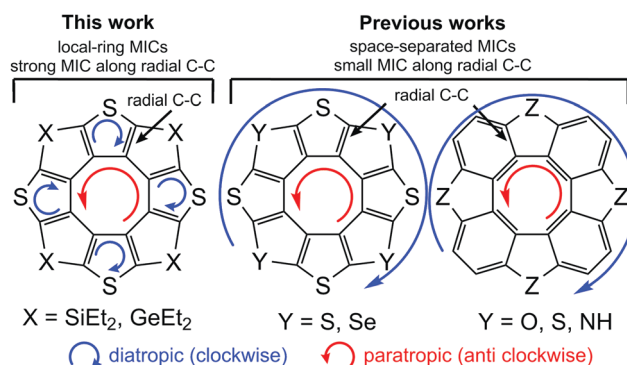 This work
Previous works
local-ring MICs
strong MIC along radial C-C
space-separated MICs
small MIC along radial C-C
radial C-C
radial C-C
S
X
X
S
S
X
X
S
S
Y
Y
S
S
Y
Y
S
Z
Z
Z
Z
X = SiEt2, GeEt2
Y = S, Se
Y = O, S, NH
diatropic (clockwise)
paratropic (anti clockwise)